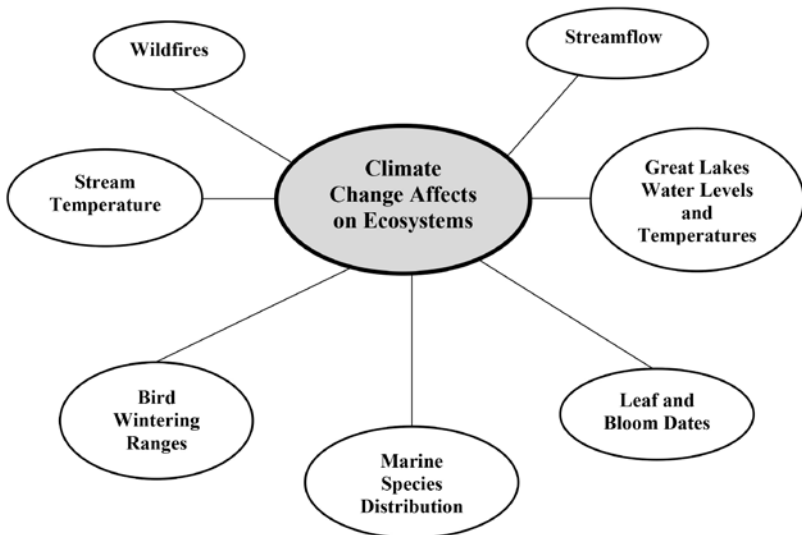 Wildfires
Streamflow
Climate
Change Affects
on Ecosystems
Stream
Temperature
Great Lakes
Water Levels
and
Temperatures
Bird
Wintering
Ranges
Marine
Species
Distribution
Leaf and
Bloom Dates